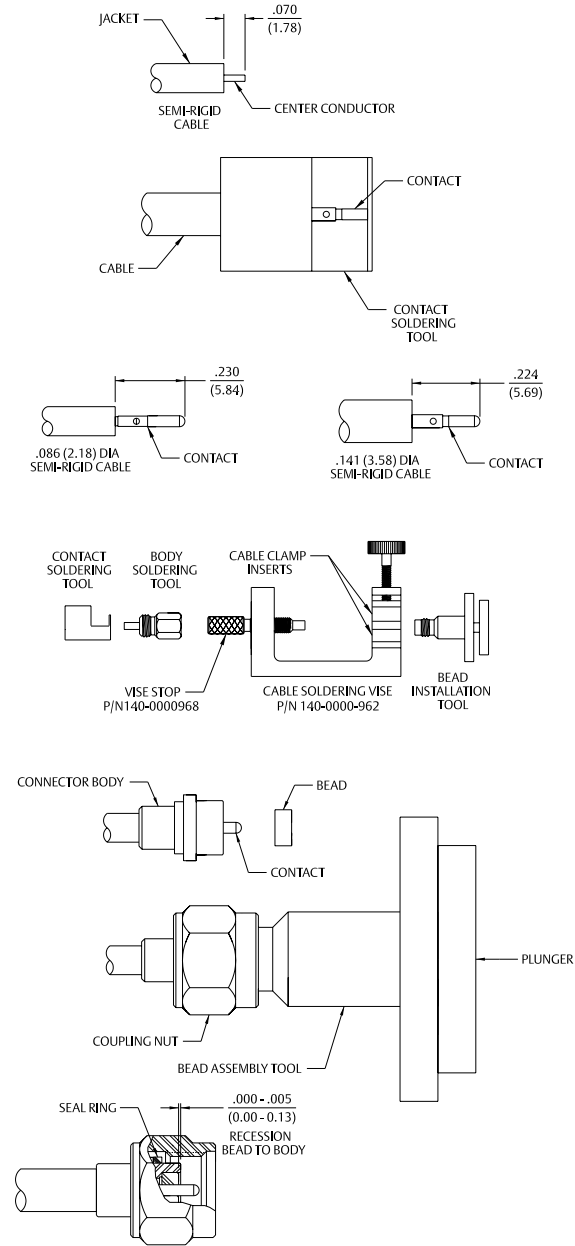 .070
(1.78)
JACKET
CENTER CONDUCTOR
SEMI-RIGID
CABLE
CONTACT
CABLE
CONTACT
SOLDERING
TOOL
.230
(5.84)
.086 (2.18) DIA
SEMI-RIGID CABLE
CONTACT
.224
(5.69)
.141 (3.58) DIA
SEMI-RIGID CABLE
CONTACT
CONTACT
SOLDERING
TOOL
BODY
SOLDERING
TOOL
CABLE CLAMP
INSERTS
VISE STOP
P/N140-0000968
CABLE SOLDERING VISE
P/N 140-0000-962
BEAD
INSTALLATION
TOOL
CONNECTOR BODY
BEAD
CONTACT
PLUNGER
COUPLING NUT
BEAD ASSEMBLY TOOL
.000 - .005
(0.00 - 0.13)
SEAL RING
RECESSION
BEAD TO BODY